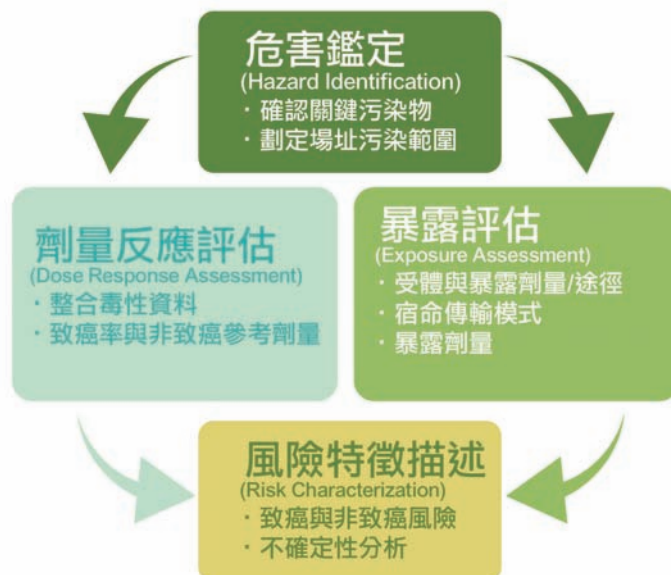 危害鑑定
(Hazard Identification)
· 確認關鍵污染物
· 劃定場址污染範圍
劑量反應評估
(Dose Response Assessment)
· 整合毒性資料
· 致癌率與非致癌參考劑量
暴露評估
(Exposure Assessment)
· 受體與暴露劑量/途徑
· 宿命傳輸模式
· 暴露劑量
風險特徵描述
(Risk Characterization)
· 致癌與非致癌風險
· 不確定性分析